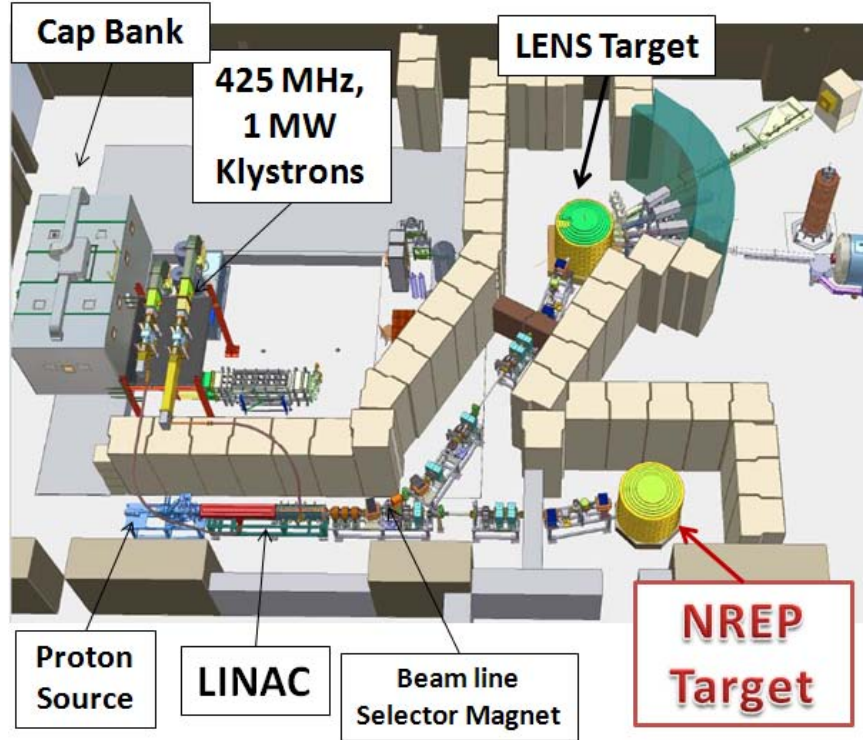 Cap Bank
425 MHz,
1 MW
Klystrons
LENS Target
Proton
Source
LINAC
Beam line
Selector Magnet
NREP
Target